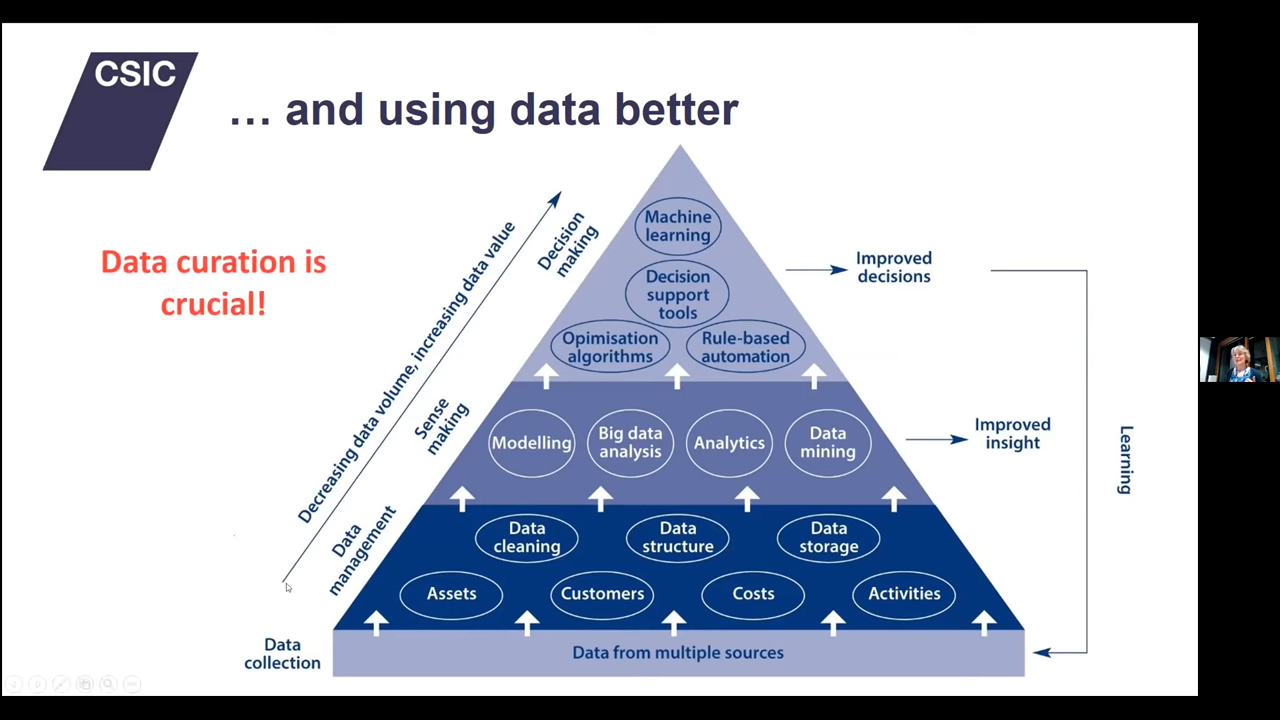 CSIC
... and using data better
Data curation is
crucial!
Decreasing data volume, increasing data value
Decision
making
Machine
learning
Decision
support
tools
Opimisation
algorithms
Rule-based
automation
Improved
decisions
Sense
making
Modelling
Big data
analysis
Analytics
Data
mining
Improved
insight
Learning
Data
management
Data
cleaning
Data
structure
Data
storage
Assets
Customers
Costs
Activities
Data
collection
Data from multiple sources